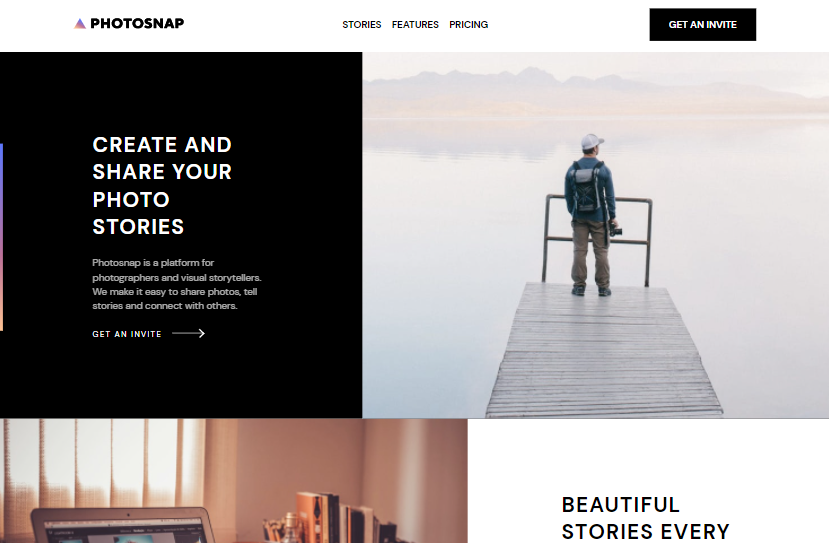 PHOTOSNAP
STORIES FEATURES PRICING
GET AN INVITE
CREATE AND
SHARE YOUR
PHOTO
STORIES
Photosnap is a platform for
photographers and visual storytellers.
We make it easy to share photos, tell
stories and connect with others.
GET AN INVITE
BEAUTIFUL
STORIES EVERY